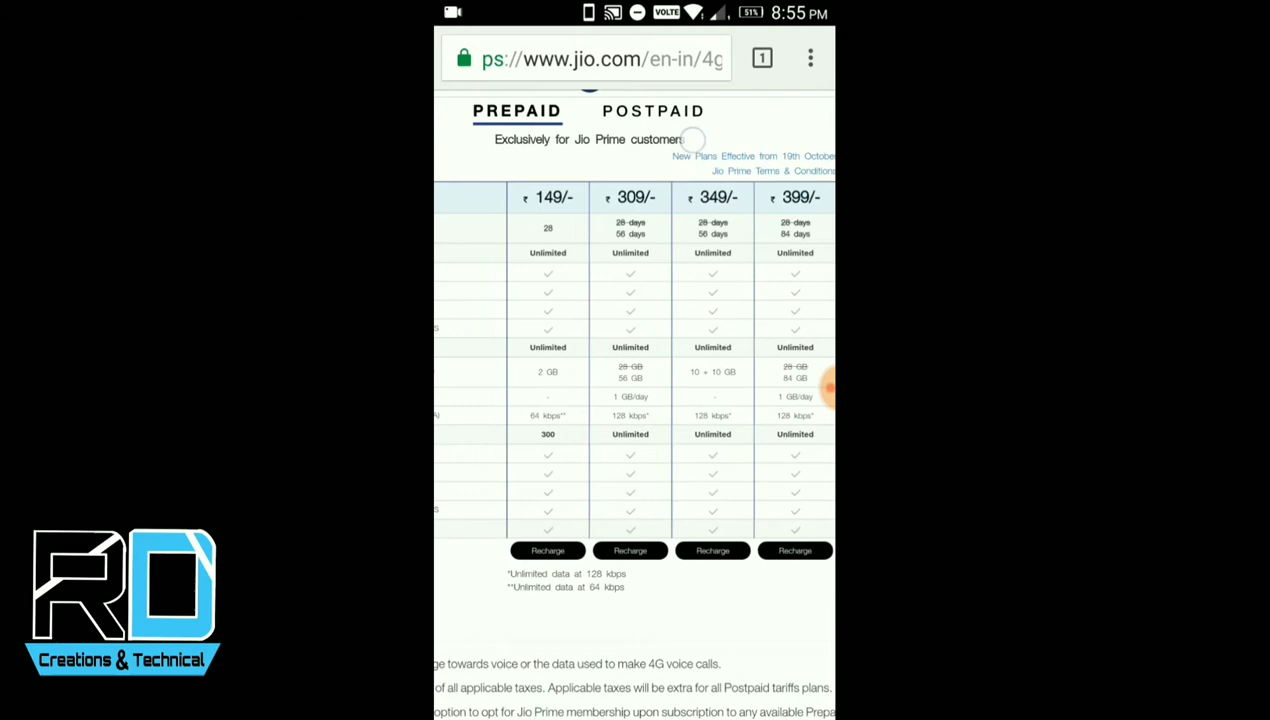 VOLTE 51% 8:55 PM
ps://www.jio.com/en-in/4g 1
PREPAID POSTPAID
Exclusively for Jio Prime customers
New Plans Effective from 19th Octobe
Jio Prime Terms & Conditions
₹ 149/- ₹ 309/- ₹ 349/- ₹ 399/-
28 28 days 28 days 28 days
56 days 56 days 84 days
Unlimited Unlimited Unlimited Unlimited
s
Unlimited Unlimited Unlimited Unlimited
2 GB 28 GB 10 + 10 GB 28 GB
56 GB 84 GB
- 1 GB/day - 1 GB/day
A) 64 kbps** 128 kbps* 128 kbps* 128 kbps*
300 Unlimited Unlimited Unlimited
s
Recharge Recharge Recharge Recharge
*Unlimited data at 128 kbps
**Unlimited data at 64 kbps
ge towards voice or the data used to make 4G voice calls.
of all applicable taxes. Applicable taxes will be extra for all Postpaid tariffs plans.
option to opt for Jio Prime membership upon subscription to any available Prepa
RD
Creations & Technical